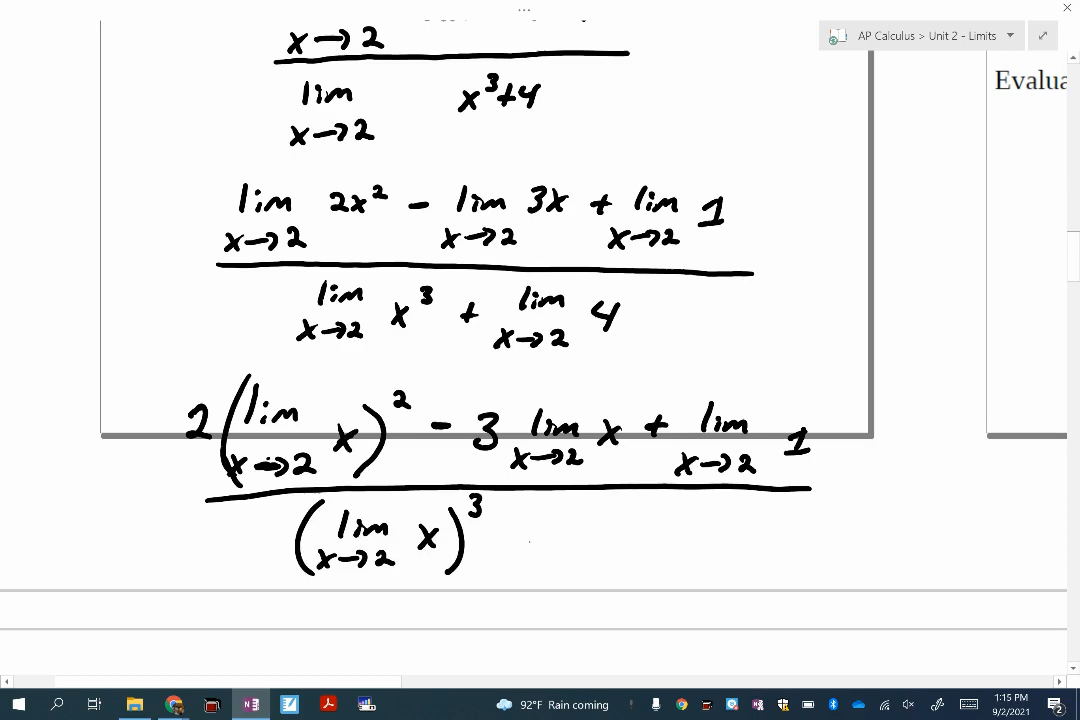 ...
AP Calculus > Unit 2 - Limits
x→2
lim x³+4
x→2
Evalua
lim 2x² - lim 3x + lim 1
x→2 x→2 x→2
lim x³ + lim 4
x→2 x→2
2(lim x)² - 3 lim x + lim 1
x→2 x→2 x→2
(lim x)³
x→2
92°F Rain coming
1:15 PM
9/2/2021
2